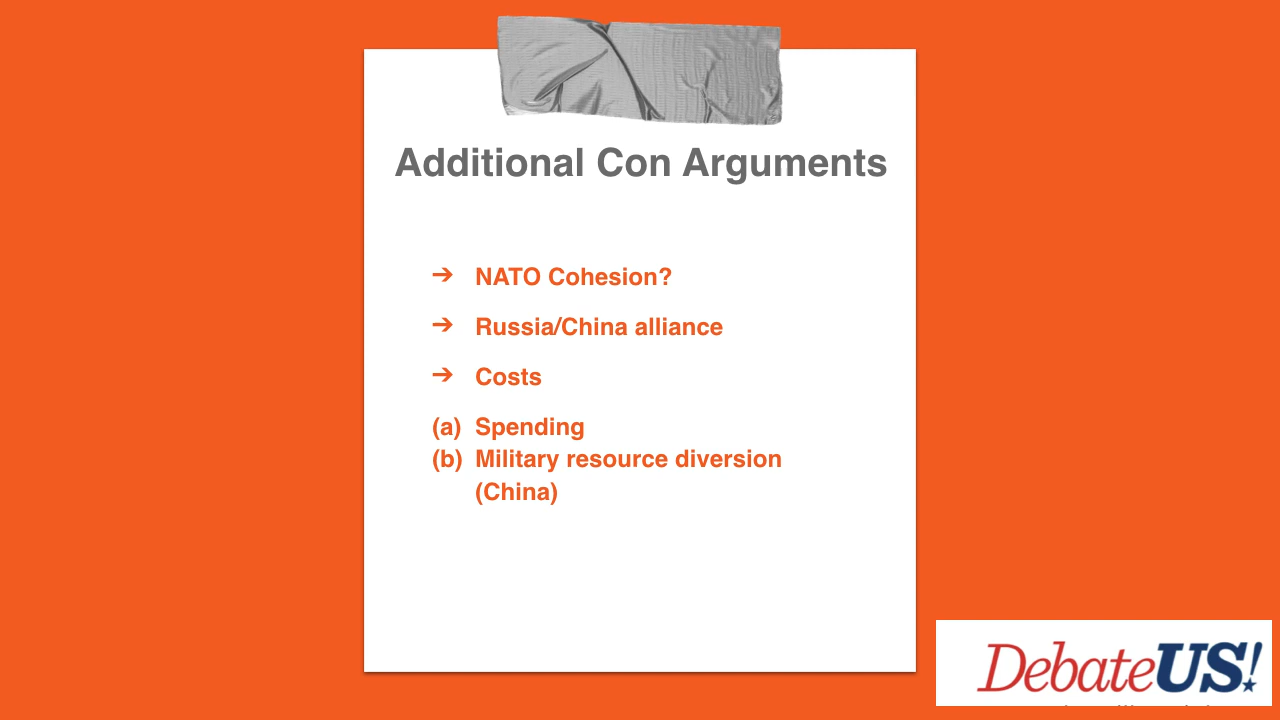 Additional Con Arguments
➔ NATO Cohesion?
➔ Russia/China alliance
➔ Costs
(a) Spending
(b) Military resource diversion
(China)
DebateUS!